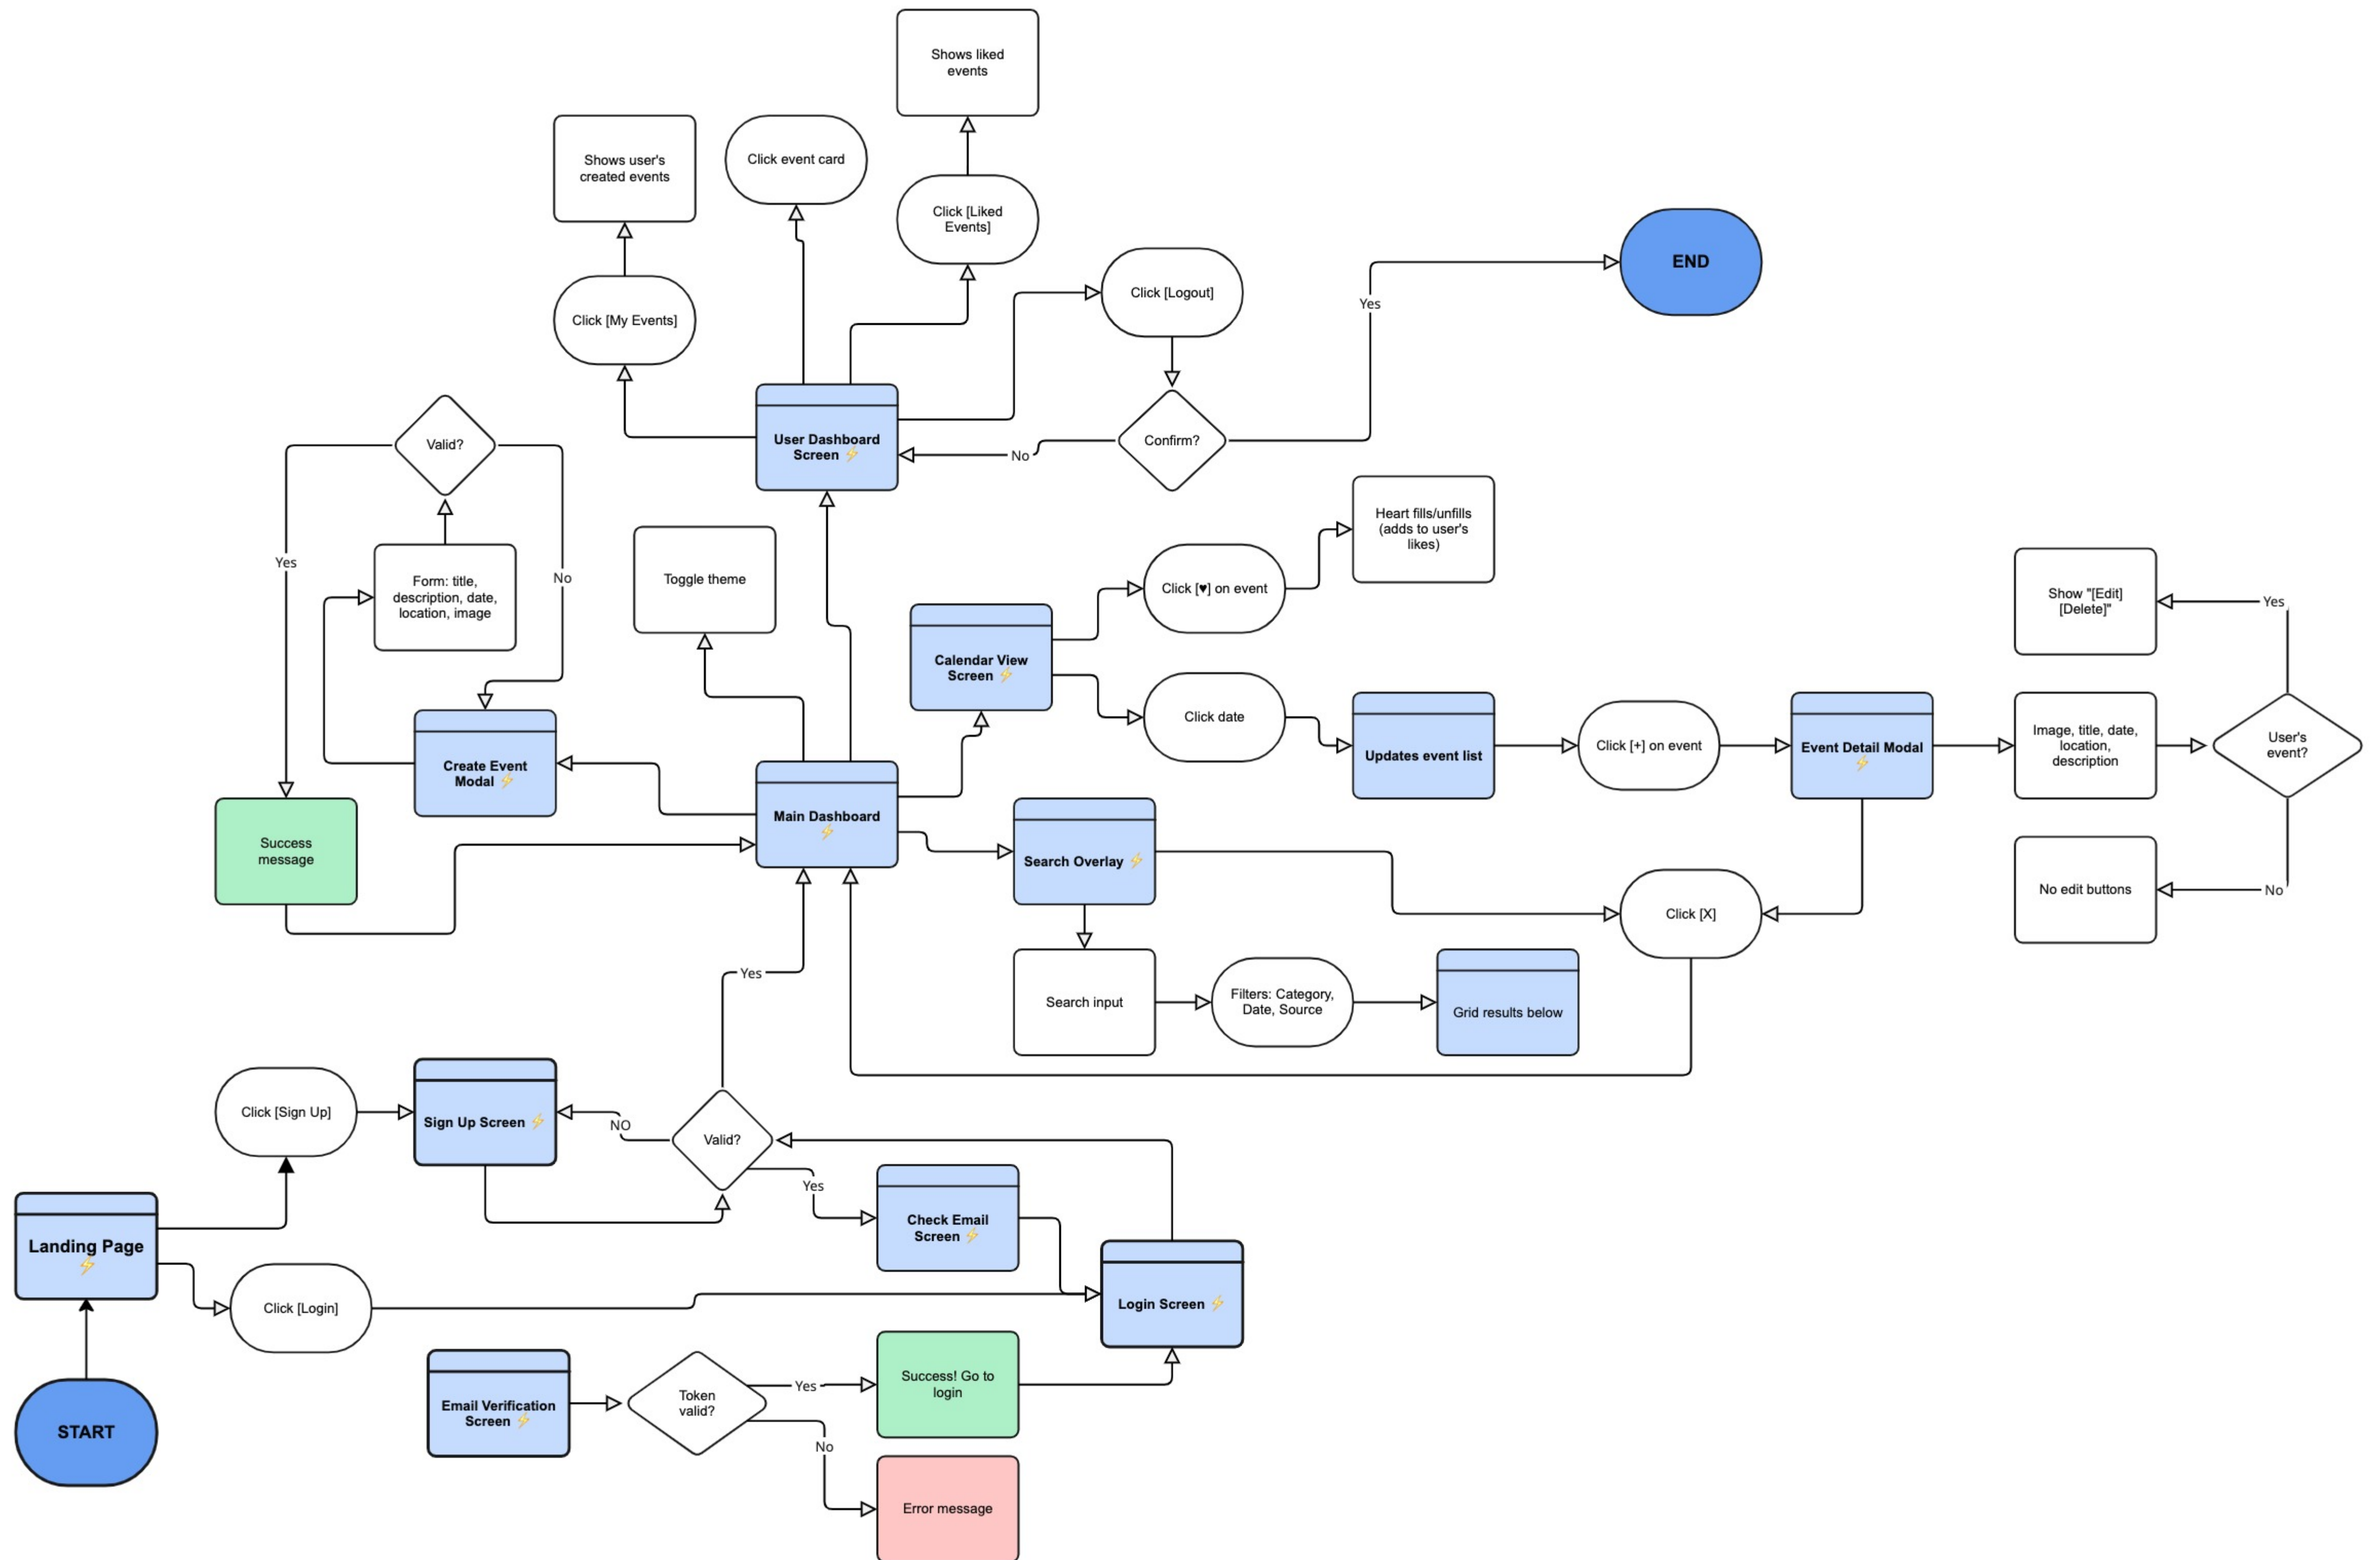 Shows liked
events
Shows user's
created events
Click event card
Click [Liked
Events]
END
Click [Logout]
Yes
Click [My Events]
User Dashboard
Screen ⚡
Confirm?
No
Valid?
Yes
No
Form: title,
description, date,
location, image
Toggle theme
Heart fills/unfills
(adds to user's
likes)
Click [♥] on event
Show "[Edit]
[Delete]"
Yes
Calendar View
Screen ⚡
Click date
Updates event list
Click [+] on event
Event Detail Modal
⚡
Image, title, date,
location,
description
User's
event?
Create Event
Modal ⚡
Main Dashboard
⚡
Success
message
Search Overlay ⚡
Click [X]
No edit buttons
No
Search input
Filters: Category,
Date, Source
Grid results below
Yes
Click [Sign Up]
Sign Up Screen ⚡
NO
Valid?
Yes
Check Email
Screen ⚡
Landing Page
⚡
Click [Login]
Login Screen ⚡
START
Email Verification
Screen ⚡
Token
valid?
Yes
Success! Go to
login
No
Error message